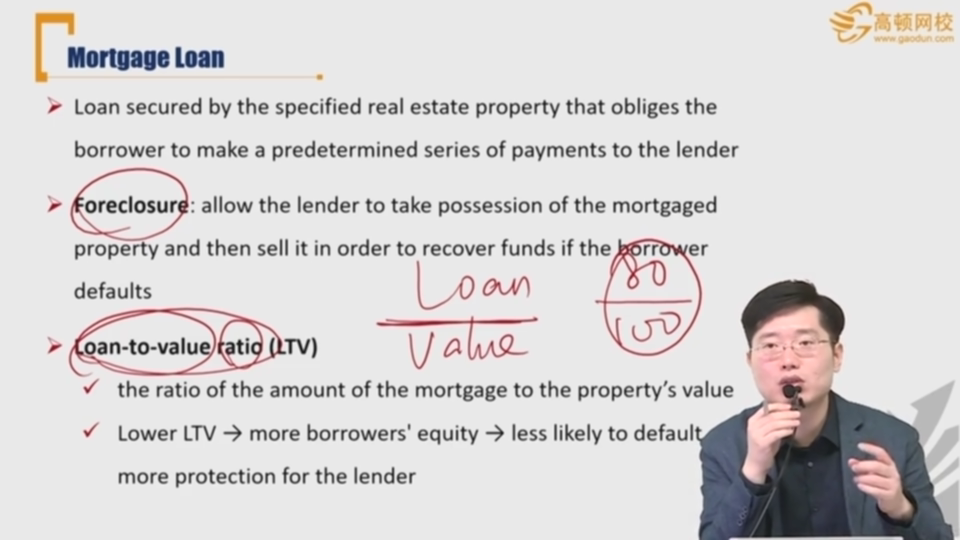 高顿网校
www.gaodun.com
Mortgage Loan
Loan secured by the specified real estate property that obliges the
borrower to make a predetermined series of payments to the lender
Foreclosure: allow the lender to take possession of the mortgaged
property and then sell it in order to recover funds if the borrower
defaults
Loan
Value
80
100
Loan-to-value ratio (LTV)
the ratio of the amount of the mortgage to the property's value
Lower LTV → more borrowers' equity → less likely to default
more protection for the lender